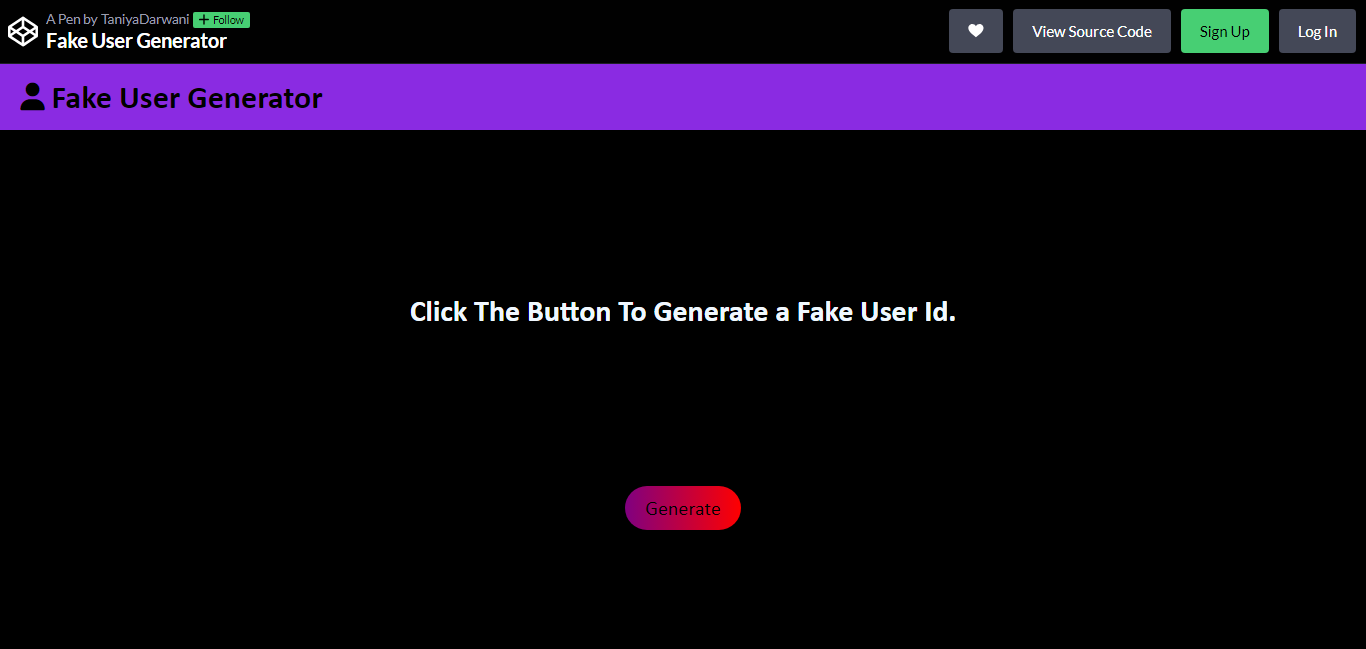 A Pen by TaniyaDarwani + Follow
Fake User Generator
View Source Code
Sign Up
Log In
Fake User Generator
Click The Button To Generate a Fake User Id.
Generate